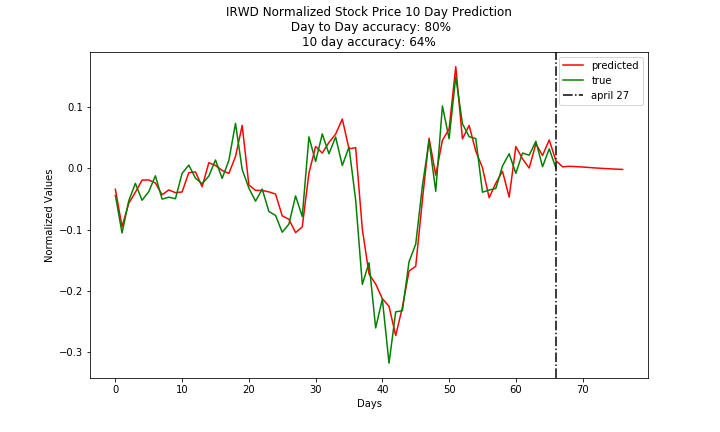 IRWD Normalized Stock Price 10 Day Prediction
Day to Day accuracy: 80%
10 day accuracy: 64%
predicted
true
april 27
0.1
0.0
−0.1
−0.2
−0.3
Normalized Values
0 10 20 30 40 50 60 70
Days